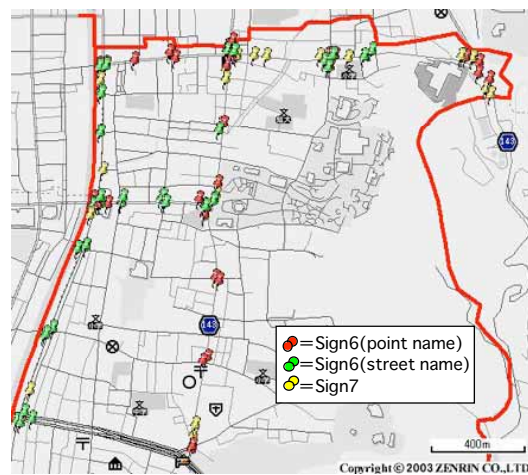 143
143
=Sign6(point name)
=Sign6(street name)
=Sign7
400m
Copyright © 2003 ZENRIN CO.,LTD